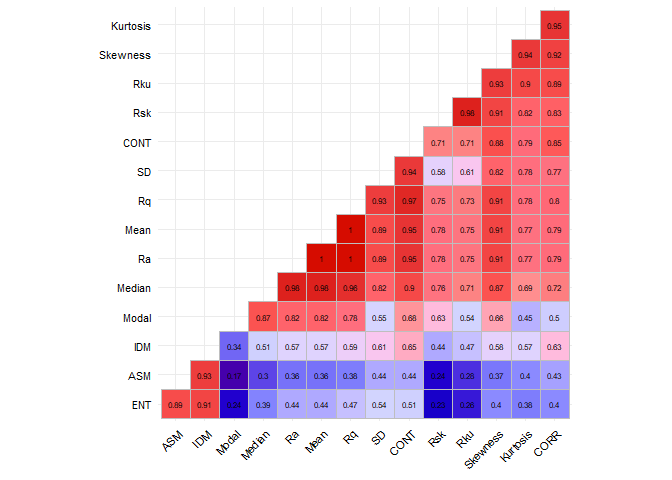 Kurtosis 0.95
Skewness 0.94 0.92
Rku 0.93 0.9 0.89
Rsk 0.98 0.91 0.82 0.83
CONT 0.71 0.71 0.88 0.79 0.85
SD 0.94 0.58 0.61 0.82 0.78 0.77
Rq 0.93 0.97 0.75 0.73 0.91 0.78 0.8
Mean 1 0.89 0.95 0.78 0.75 0.91 0.77 0.79
Ra 1 1 0.89 0.95 0.78 0.75 0.91 0.77 0.79
Median 0.98 0.98 0.96 0.82 0.9 0.76 0.71 0.87 0.69 0.72
Modal 0.87 0.82 0.82 0.78 0.55 0.66 0.63 0.54 0.66 0.45 0.5
IDM 0.34 0.51 0.57 0.57 0.59 0.61 0.65 0.44 0.47 0.58 0.57 0.63
ASM 0.93 0.17 0.3 0.36 0.36 0.38 0.44 0.44 0.28 0.37 0.4 0.43
ENT 0.89 0.91 0.39 0.44 0.44 0.47 0.54 0.51 0.26 0.4 0.38 0.4
ASM IDM Modal Median Ra Mean Rq SD CONT Rsk Rku Skewness Kurtosis CORR